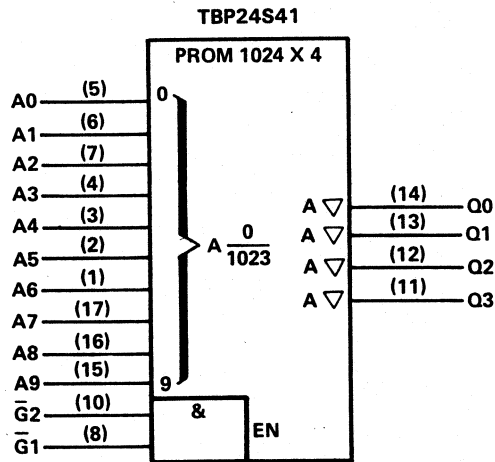 TBP24S41
PROM 1024 X 4
A0 (5) 0
A1 (6)
A2 (7)
A3 (4)
A4 (3)
A5 (2)
A6 (1)
A7 (17)
A8 (16)
A9 (15) 9
G̅2 (10)
G̅1 (8)
&
EN
A 0
1023
A ▽ (14) Q0
A ▽ (13) Q1
A ▽ (12) Q2
A ▽ (11) Q3